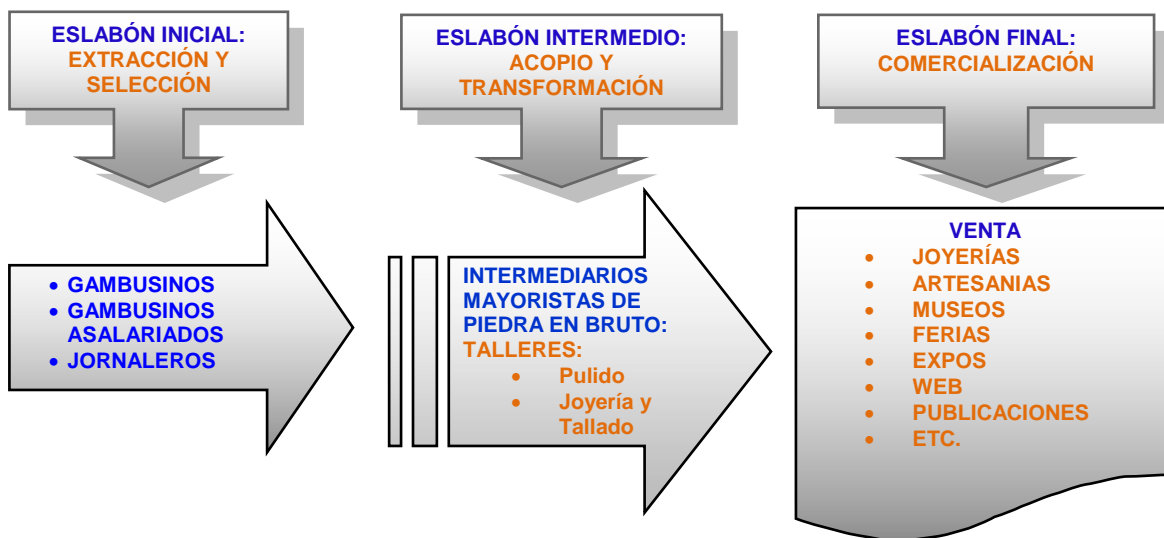 ESLABÓN INICIAL:
EXTRACCIÓN Y
SELECCIÓN
ESLABÓN INTERMEDIO:
ACOPIO Y
TRANSFORMACIÓN
ESLABÓN FINAL:
COMERCIALIZACIÓN
• GAMBUSINOS
• GAMBUSINOS
ASALARIADOS
• JORNALEROS
INTERMEDIARIOS
MAYORISTAS DE
PIEDRA EN BRUTO:
TALLERES:
• Pulido
• Joyería y
Tallado
VENTA
• JOYERÍAS
• ARTESANIAS
• MUSEOS
• FERIAS
• EXPOS
• WEB
• PUBLICACIONES
• ETC.